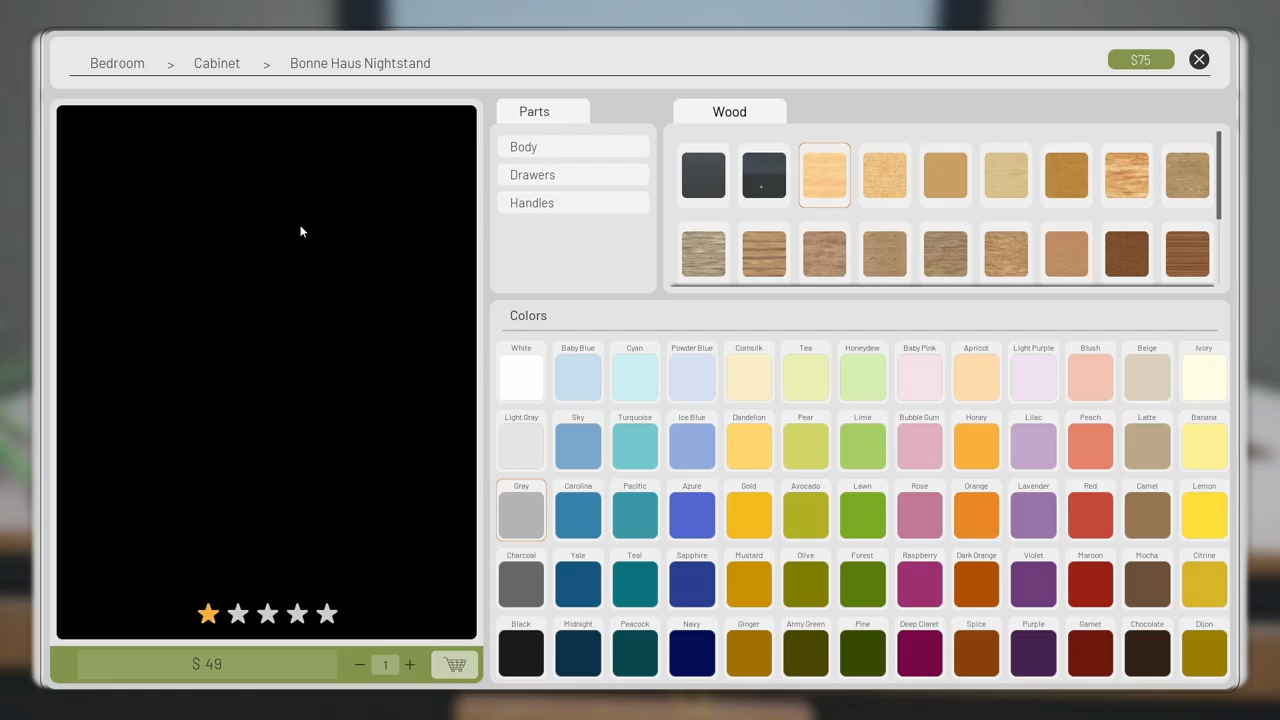 Bedroom > Cabinet > Bonne Haus Nightstand
$75
Parts
Body
Drawers
Handles
Wood
Colors
White Baby Blue Cyan Powder Blue Cornsilk Tea Honeydew Baby Pink Apricot Light Purple Blush Beige Ivory
Light Gray Sky Turquoise Ice Blue Dandelion Pear Lime Bubble Gum Honey Lilac Peach Latte Banana
Gray Carolina Pacific Azure Gold Avocado Lawn Rose Orange Lavender Red Camel Lemon
Charcoal Yale Teal Sapphire Mustard Olive Forest Raspberry Dark Orange Violet Maroon Mocha Citrine
Black Midnight Peacock Navy Ginger Army Green Pine Deep Claret Spice Purple Garnet Chocolate Dijon
$ 49
− 1 +